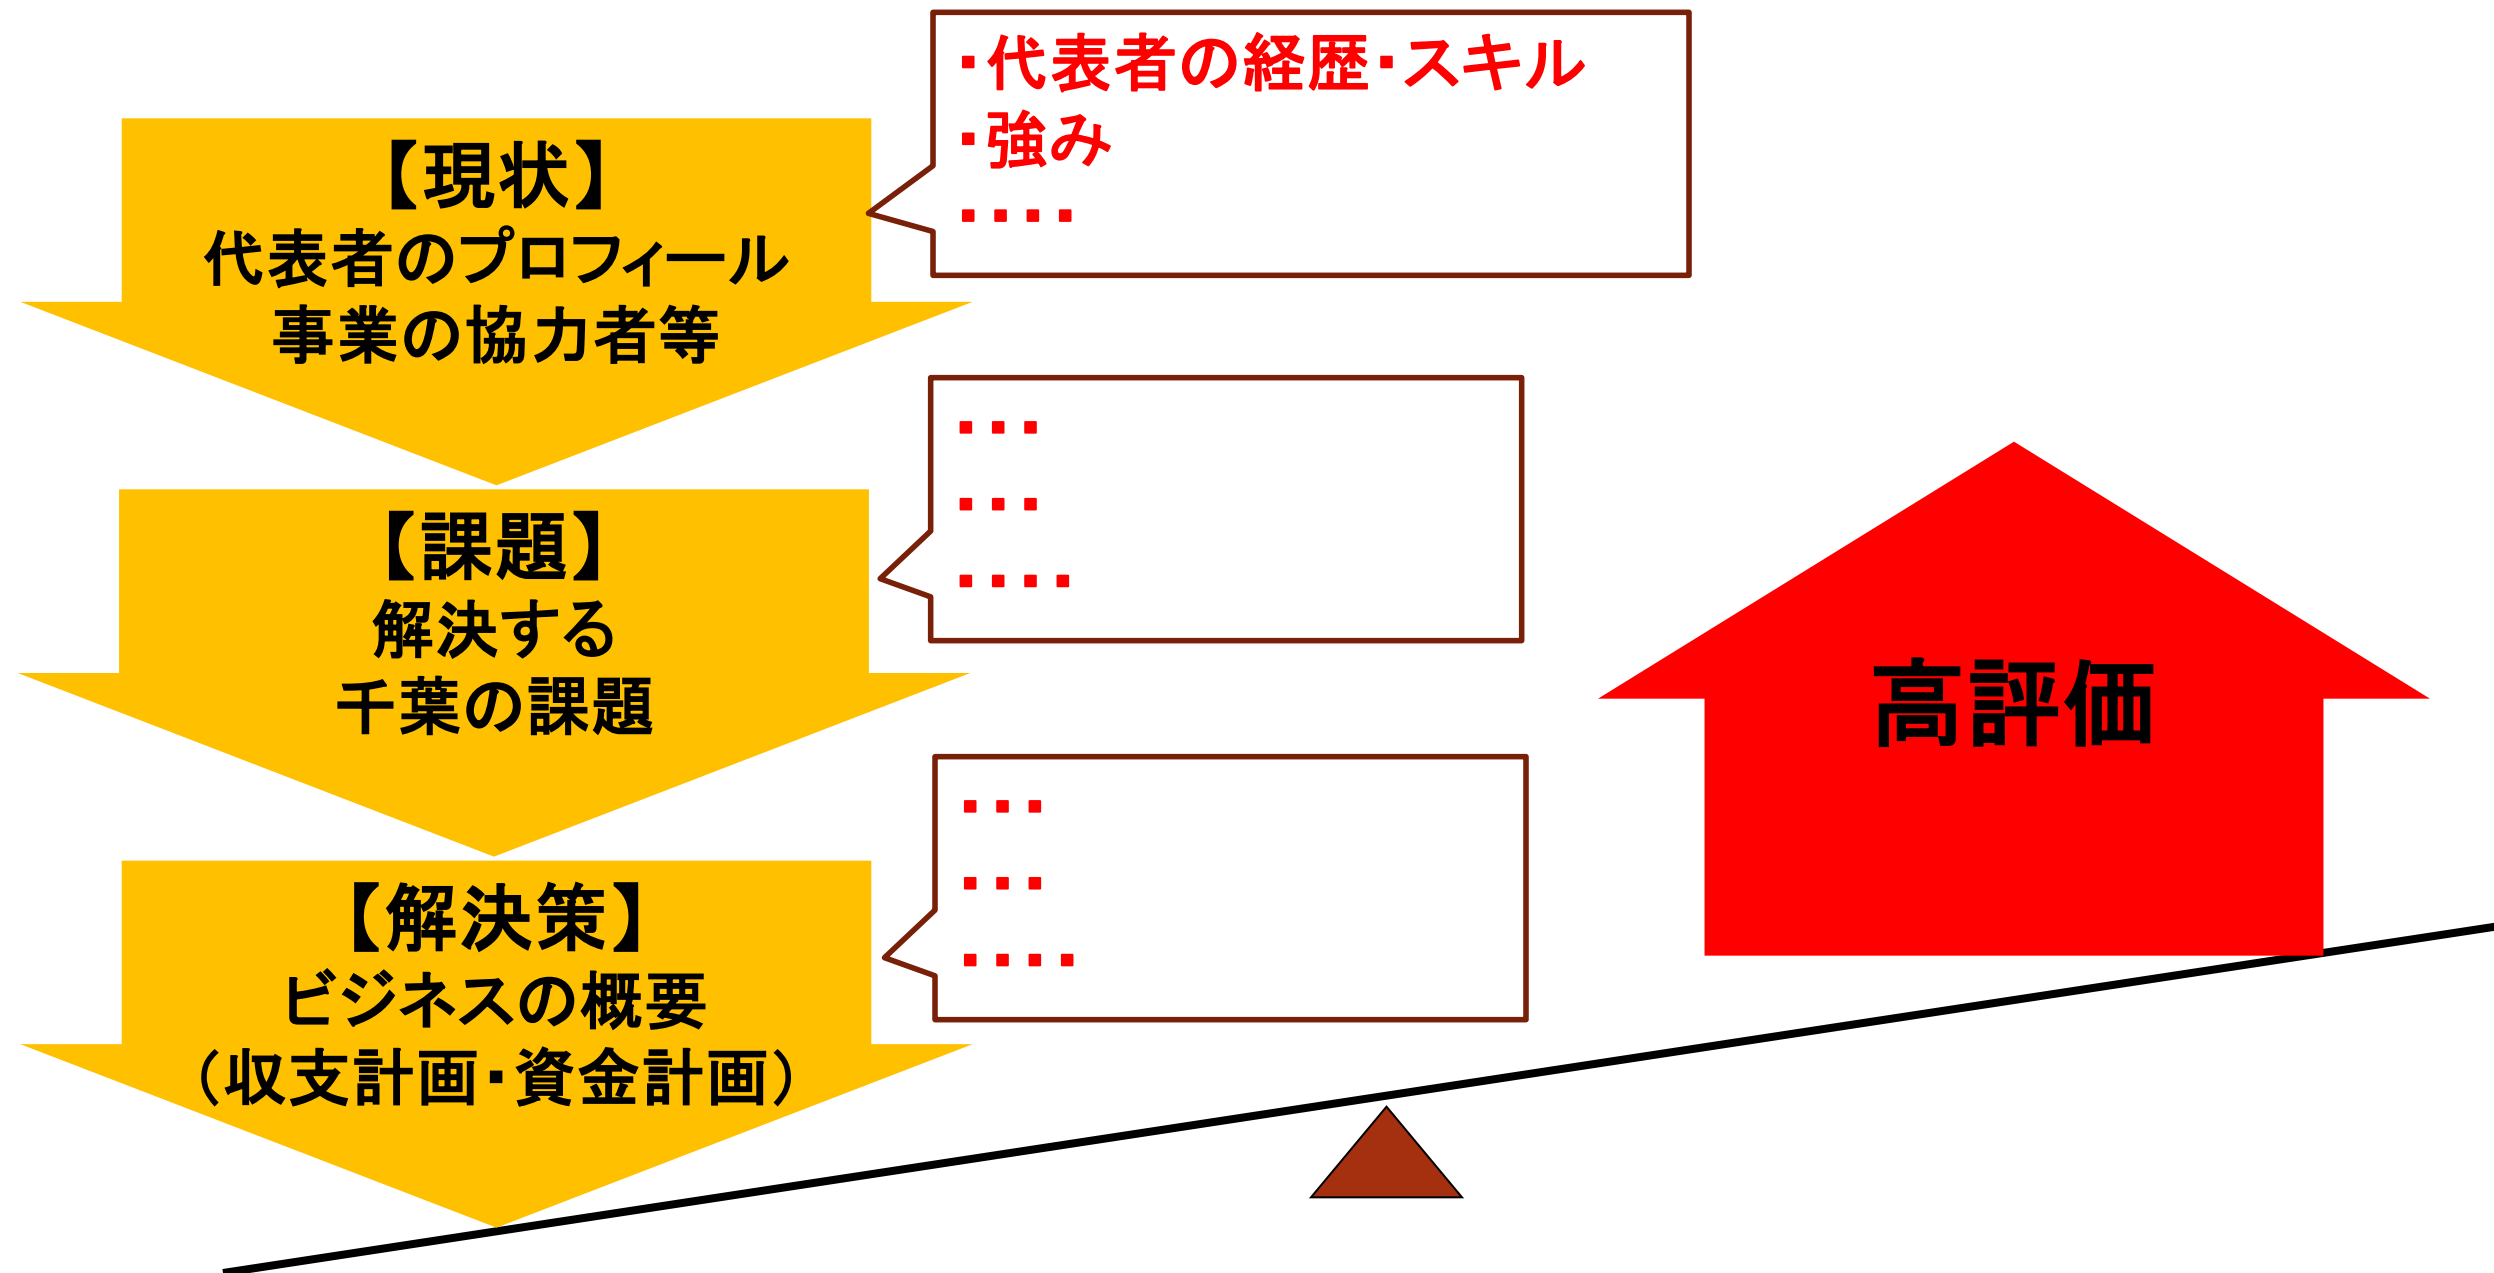 【現状】
代表者のプロフィール
事業の協力者等
・代表者の経歴・スキル
・強み
・・・・
【課題】
解決する
千葉の課題
・・・
・・・
・・・・
【解決策】
ビジネスの概要
(収支計画・資金計画)
・・・
・・・
・・・・
高評価